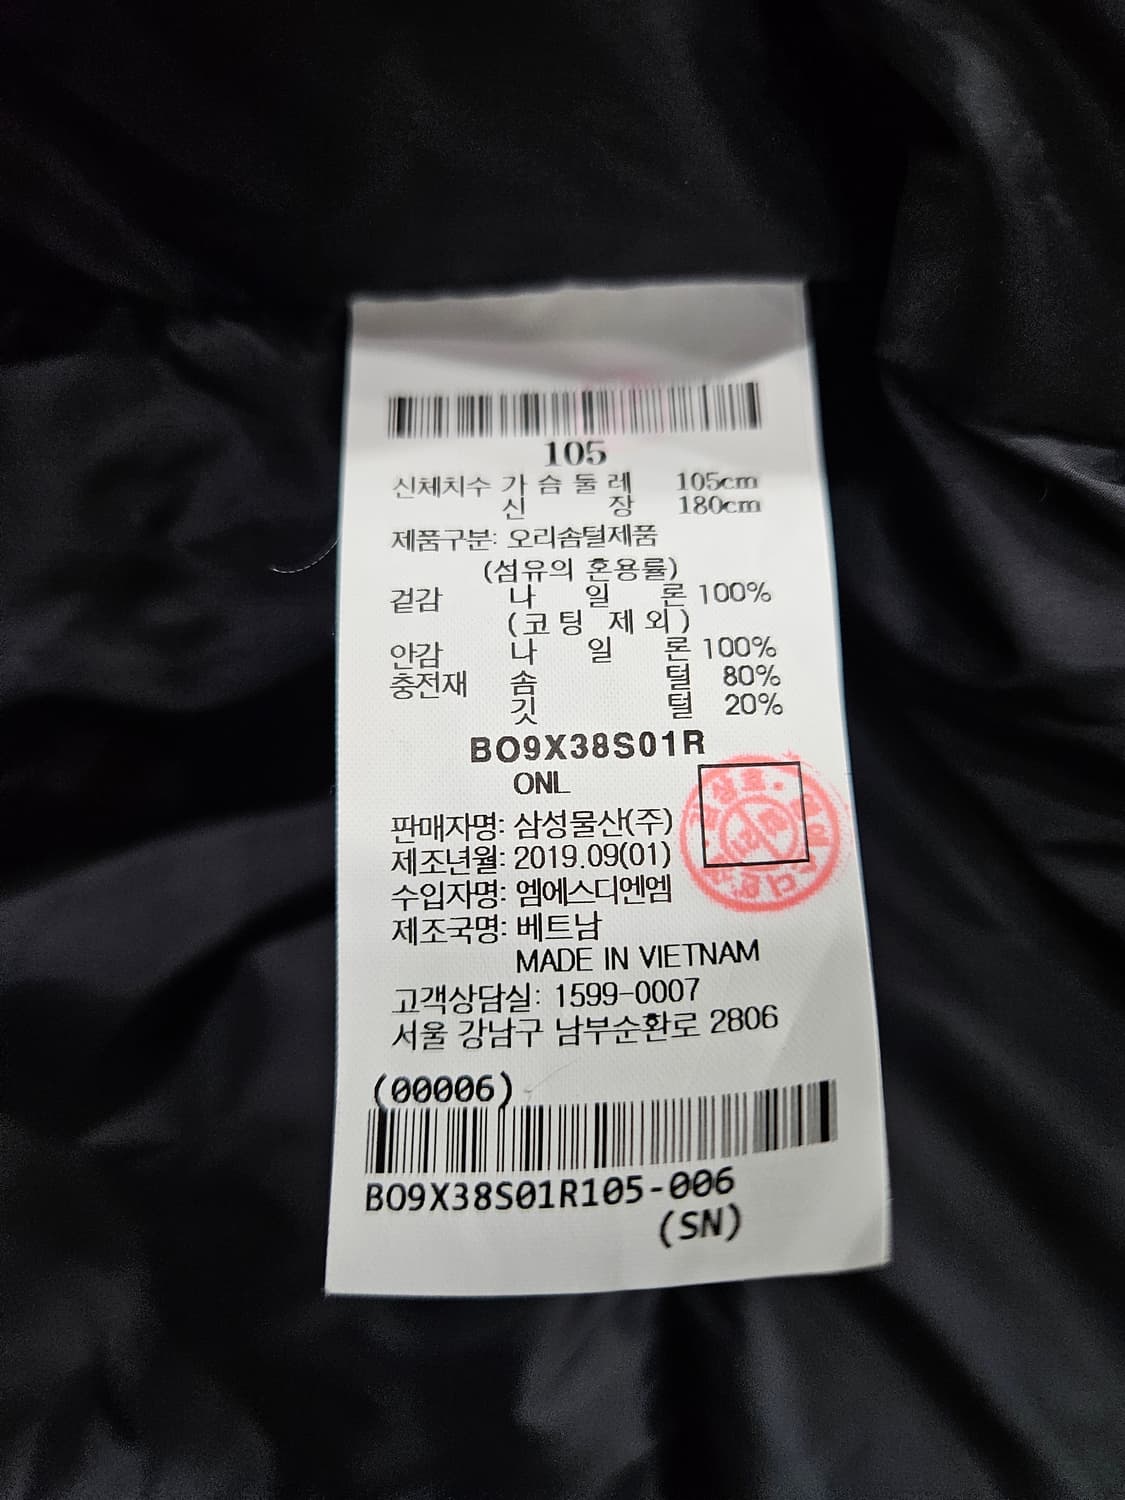 105
신체치수 가 슴 둘 레 105cm
신 장 180cm
제품구분: 오리솜털제품
(섬유의 혼용률)
겉감 나 일 론 100%
(코팅 제외)
안감 나 일 론 100%
충전재 솜 털 80%
깃 털 20%
BO9X38S01R
ONL
판매자명: 삼성물산(주)
제조년월: 2019.09(01)
수입자명: 엠에스디엔엠
제조국명: 베트남
MADE IN VIETNAM
고객상담실: 1599-0007
서울 강남구 남부순환로 2806
(00006)
BO9X38S01R105-006
(SN)